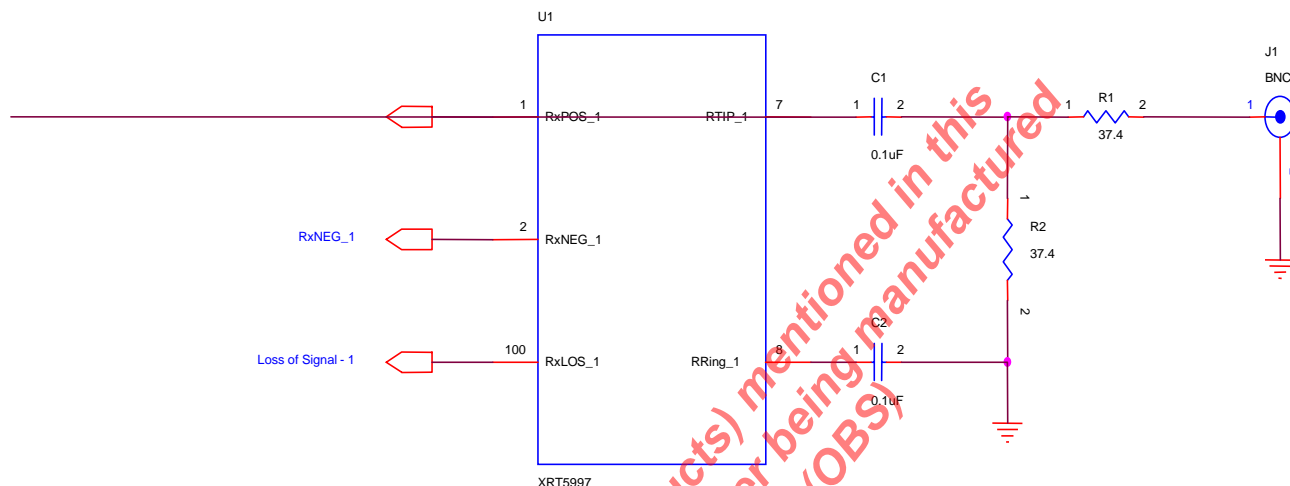 U1
J1
BNC
C1
1 2
0.1uF
R1
1 2
37.4
1
1
RxPOS_1
RTIP_1
7
1
R2
37.4
2
RxNEG_1
2
RxNEG_1
C2
1 2
0.1uF
Loss of Signal - 1
100
RxLOS_1
RRing_1
8
XRT5997
cts) mentioned in this
er being manufactured
(OBS)